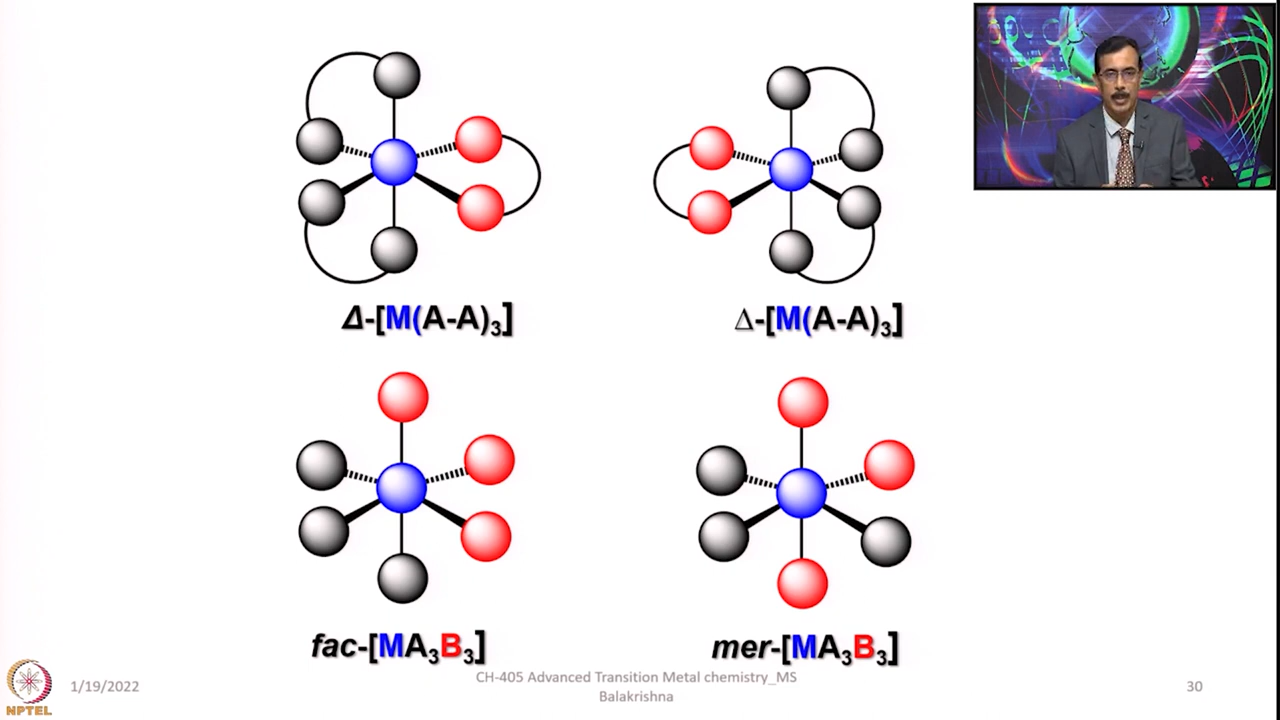 Δ-[M(A-A)₃]
Δ-[M(A-A)₃]
fac-[MA₃B₃]
mer-[MA₃B₃]
NPTEL
1/19/2022
CH-405 Advanced Transition Metal chemistry_MS
Balakrishna
30